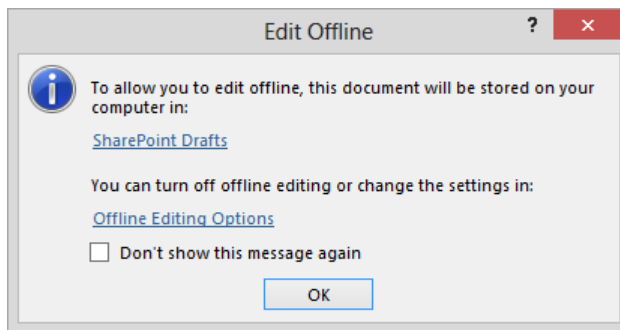 Edit Offline
?
To allow you to edit offline, this document will be stored on your
computer in:
SharePoint Drafts
You can turn off offline editing or change the settings in:
Offline Editing Options
Don't show this message again
OK